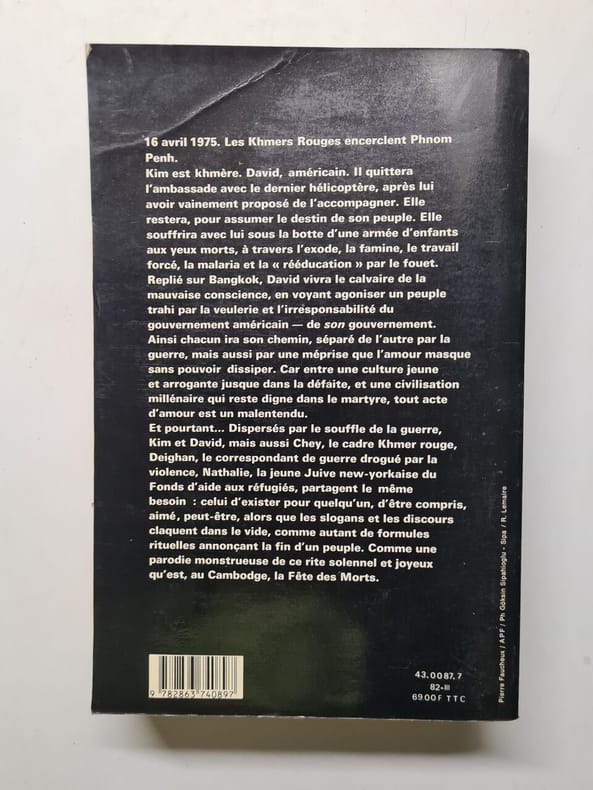 16 avril 1975. Les Khmers Rouges encerclent Phnom
Penh.
Kim est khmère. David, américain. Il quittera
l'ambassade avec le dernier hélicoptère, après lui
avoir vainement proposé de l'accompagner. Elle
restera, pour assumer le destin de son peuple. Elle
souffrira avec lui sous la botte d'une armée d'enfants
aux yeux morts, à travers l'exode, la famine, le travail
forcé, la malaria et la « rééducation » par le fouet.
Replié sur Bangkok, David vivra le calvaire de la
mauvaise conscience, en voyant agoniser un peuple
trahi par la veulerie et l'irresponsabilité du
gouvernement américain — de son gouvernement.
Ainsi chacun ira son chemin, séparé de l'autre par la
guerre, mais aussi par une méprise que l'amour masque
sans pouvoir dissiper. Car entre une culture jeune
et arrogante jusque dans la défaite, et une civilisation
millénaire qui reste digne dans le martyre, tout acte
d'amour est un malentendu.
Et pourtant... Dispersés par le souffle de la guerre,
Kim et David, mais aussi Chey, le cadre Khmer rouge,
Deighan, le correspondant de guerre drogué par la
violence, Nathalie, la jeune Juive new-yorkaise du
Fonds d'aide aux réfugiés, partagent le même
besoin : celui d'exister pour quelqu'un, d'être compris,
aimé, peut-être, alors que les slogans et les discours
claquent dans le vide, comme autant de formules
rituelles annonçant la fin d'un peuple. Comme une
parodie monstrueuse de ce rite solennel et joyeux
qu'est, au Cambodge, la Fête des Morts.
9 782863 740897
43.0087.7
82-III
6900F TTC
Pierre Faucheux / APF / Ph Göksin Sipahioglu - Sipa / R. Lemaire